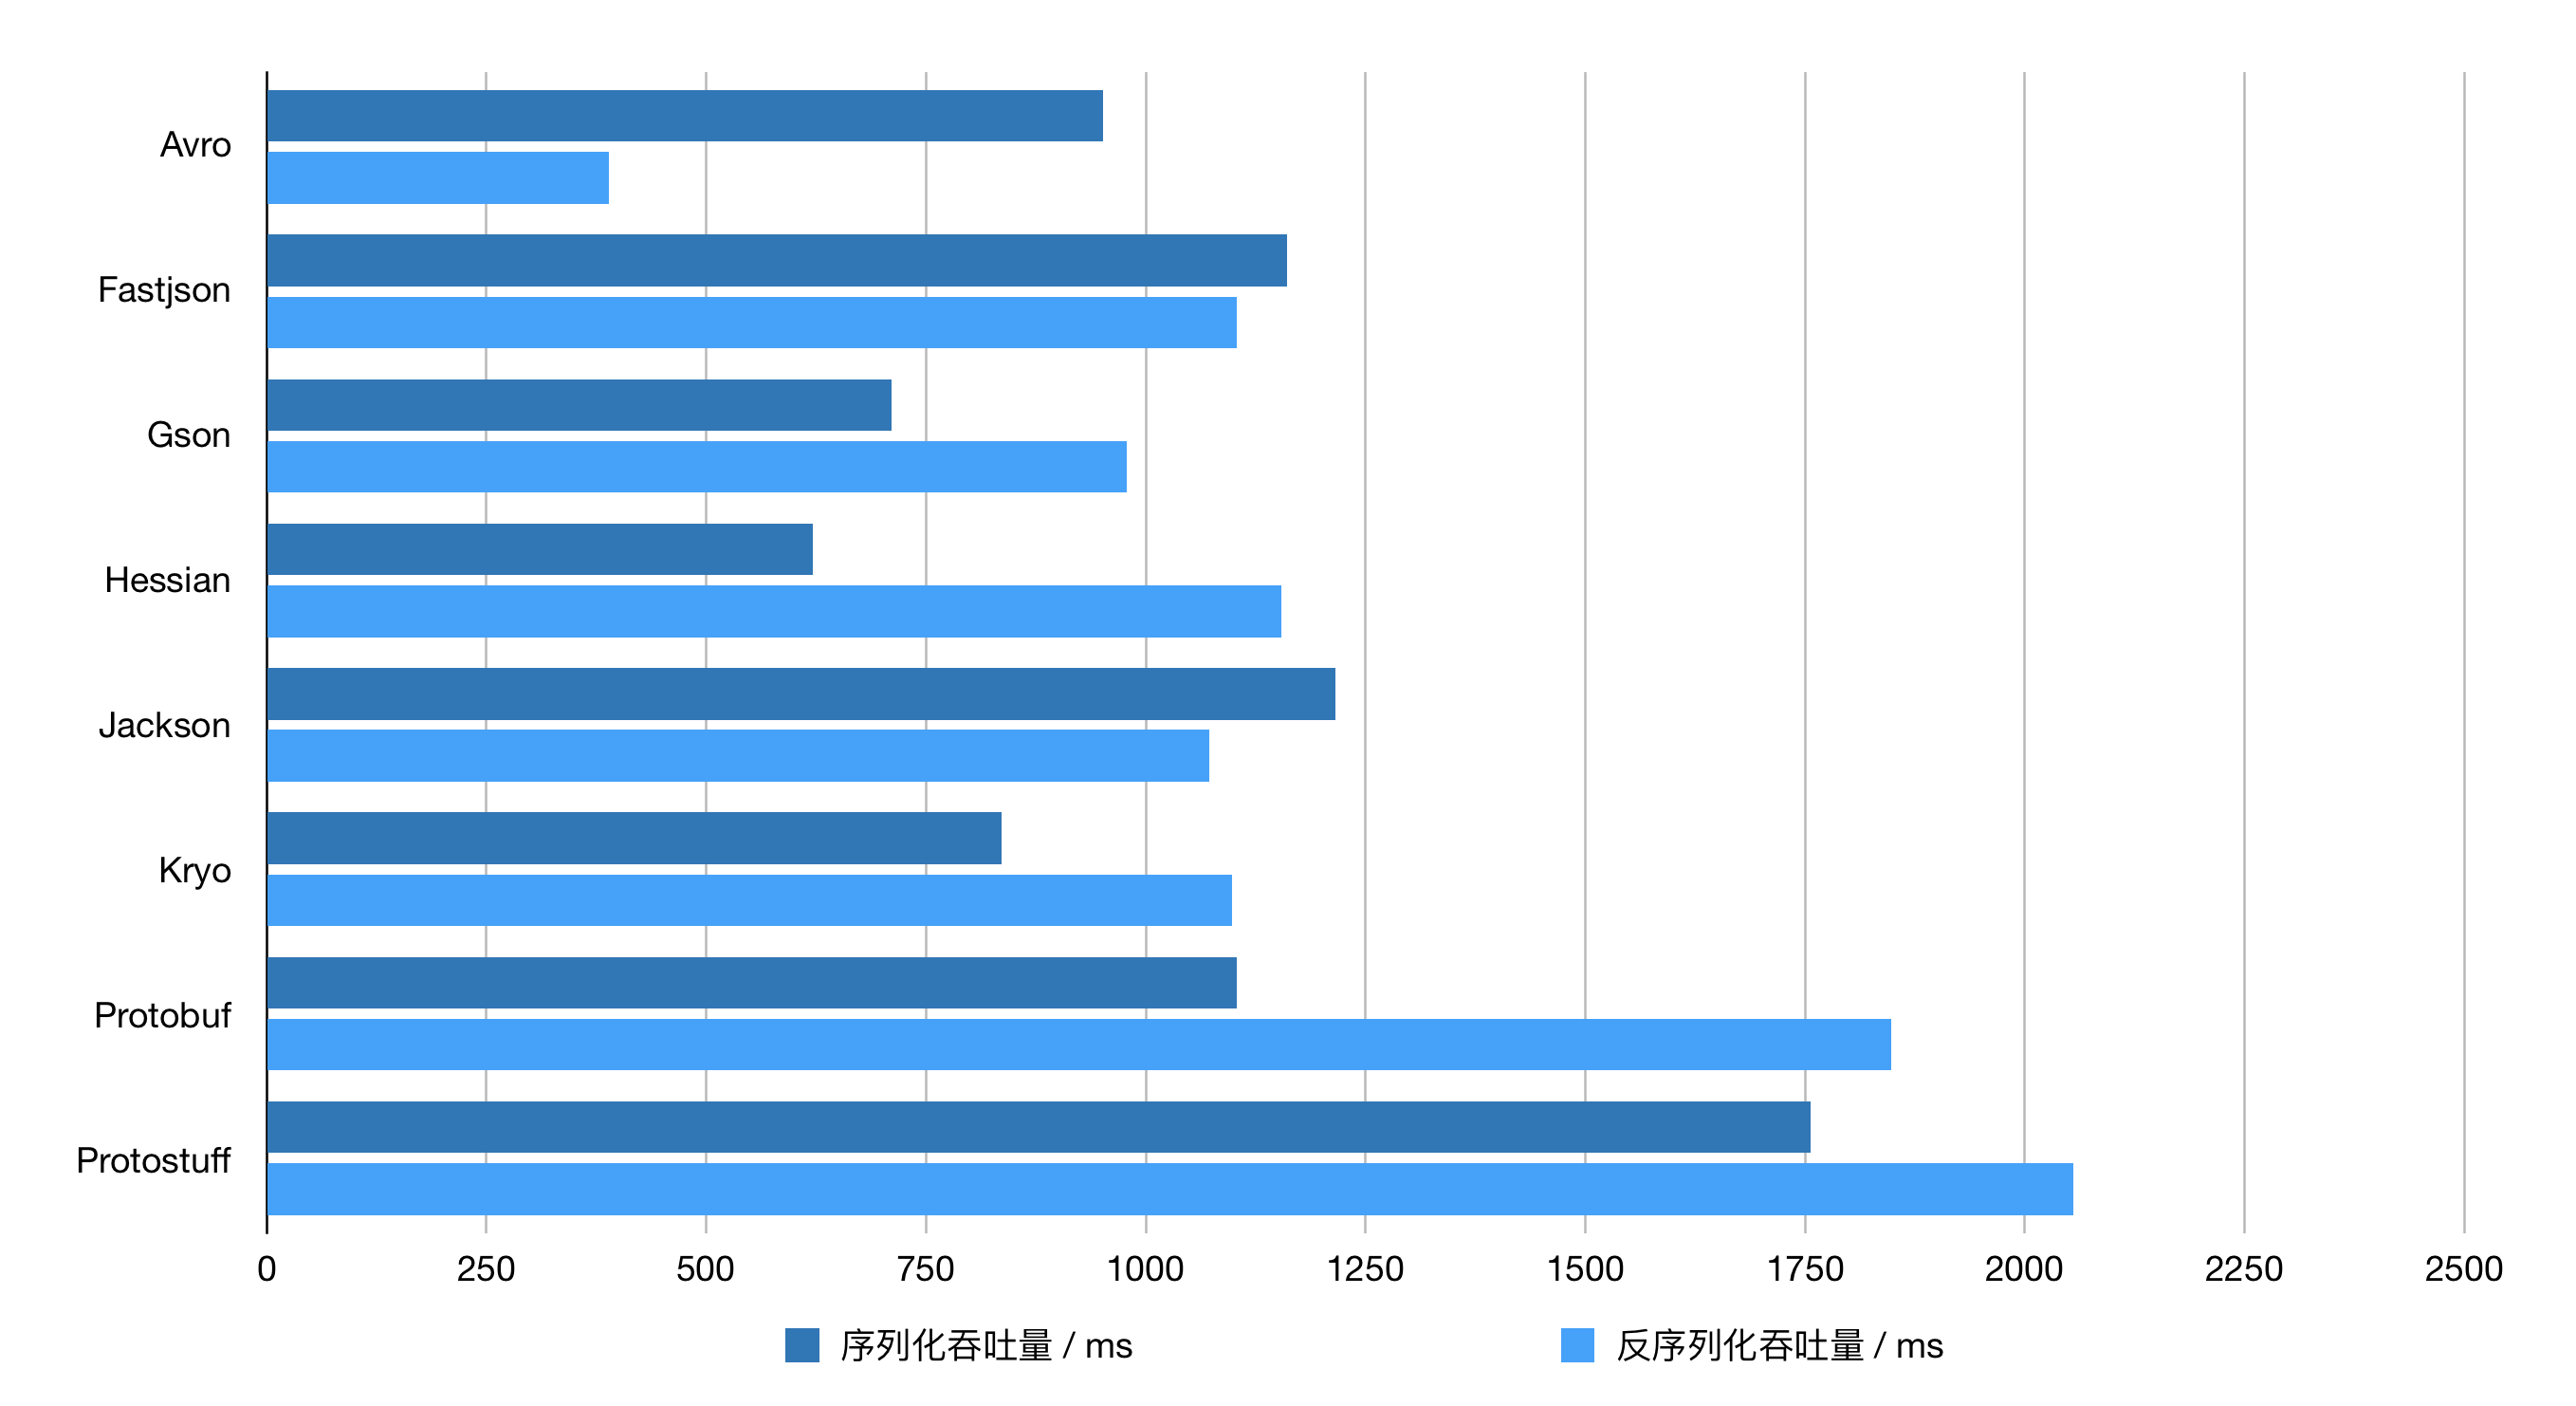 Avro
Fastjson
Gson
Hessian
Jackson
Kryo
Protobuf
Protostuff
0 250 500 750 1000 1250 1500 1750 2000 2250 2500
序列化吞吐量 / ms 反序列化吞吐量 / ms